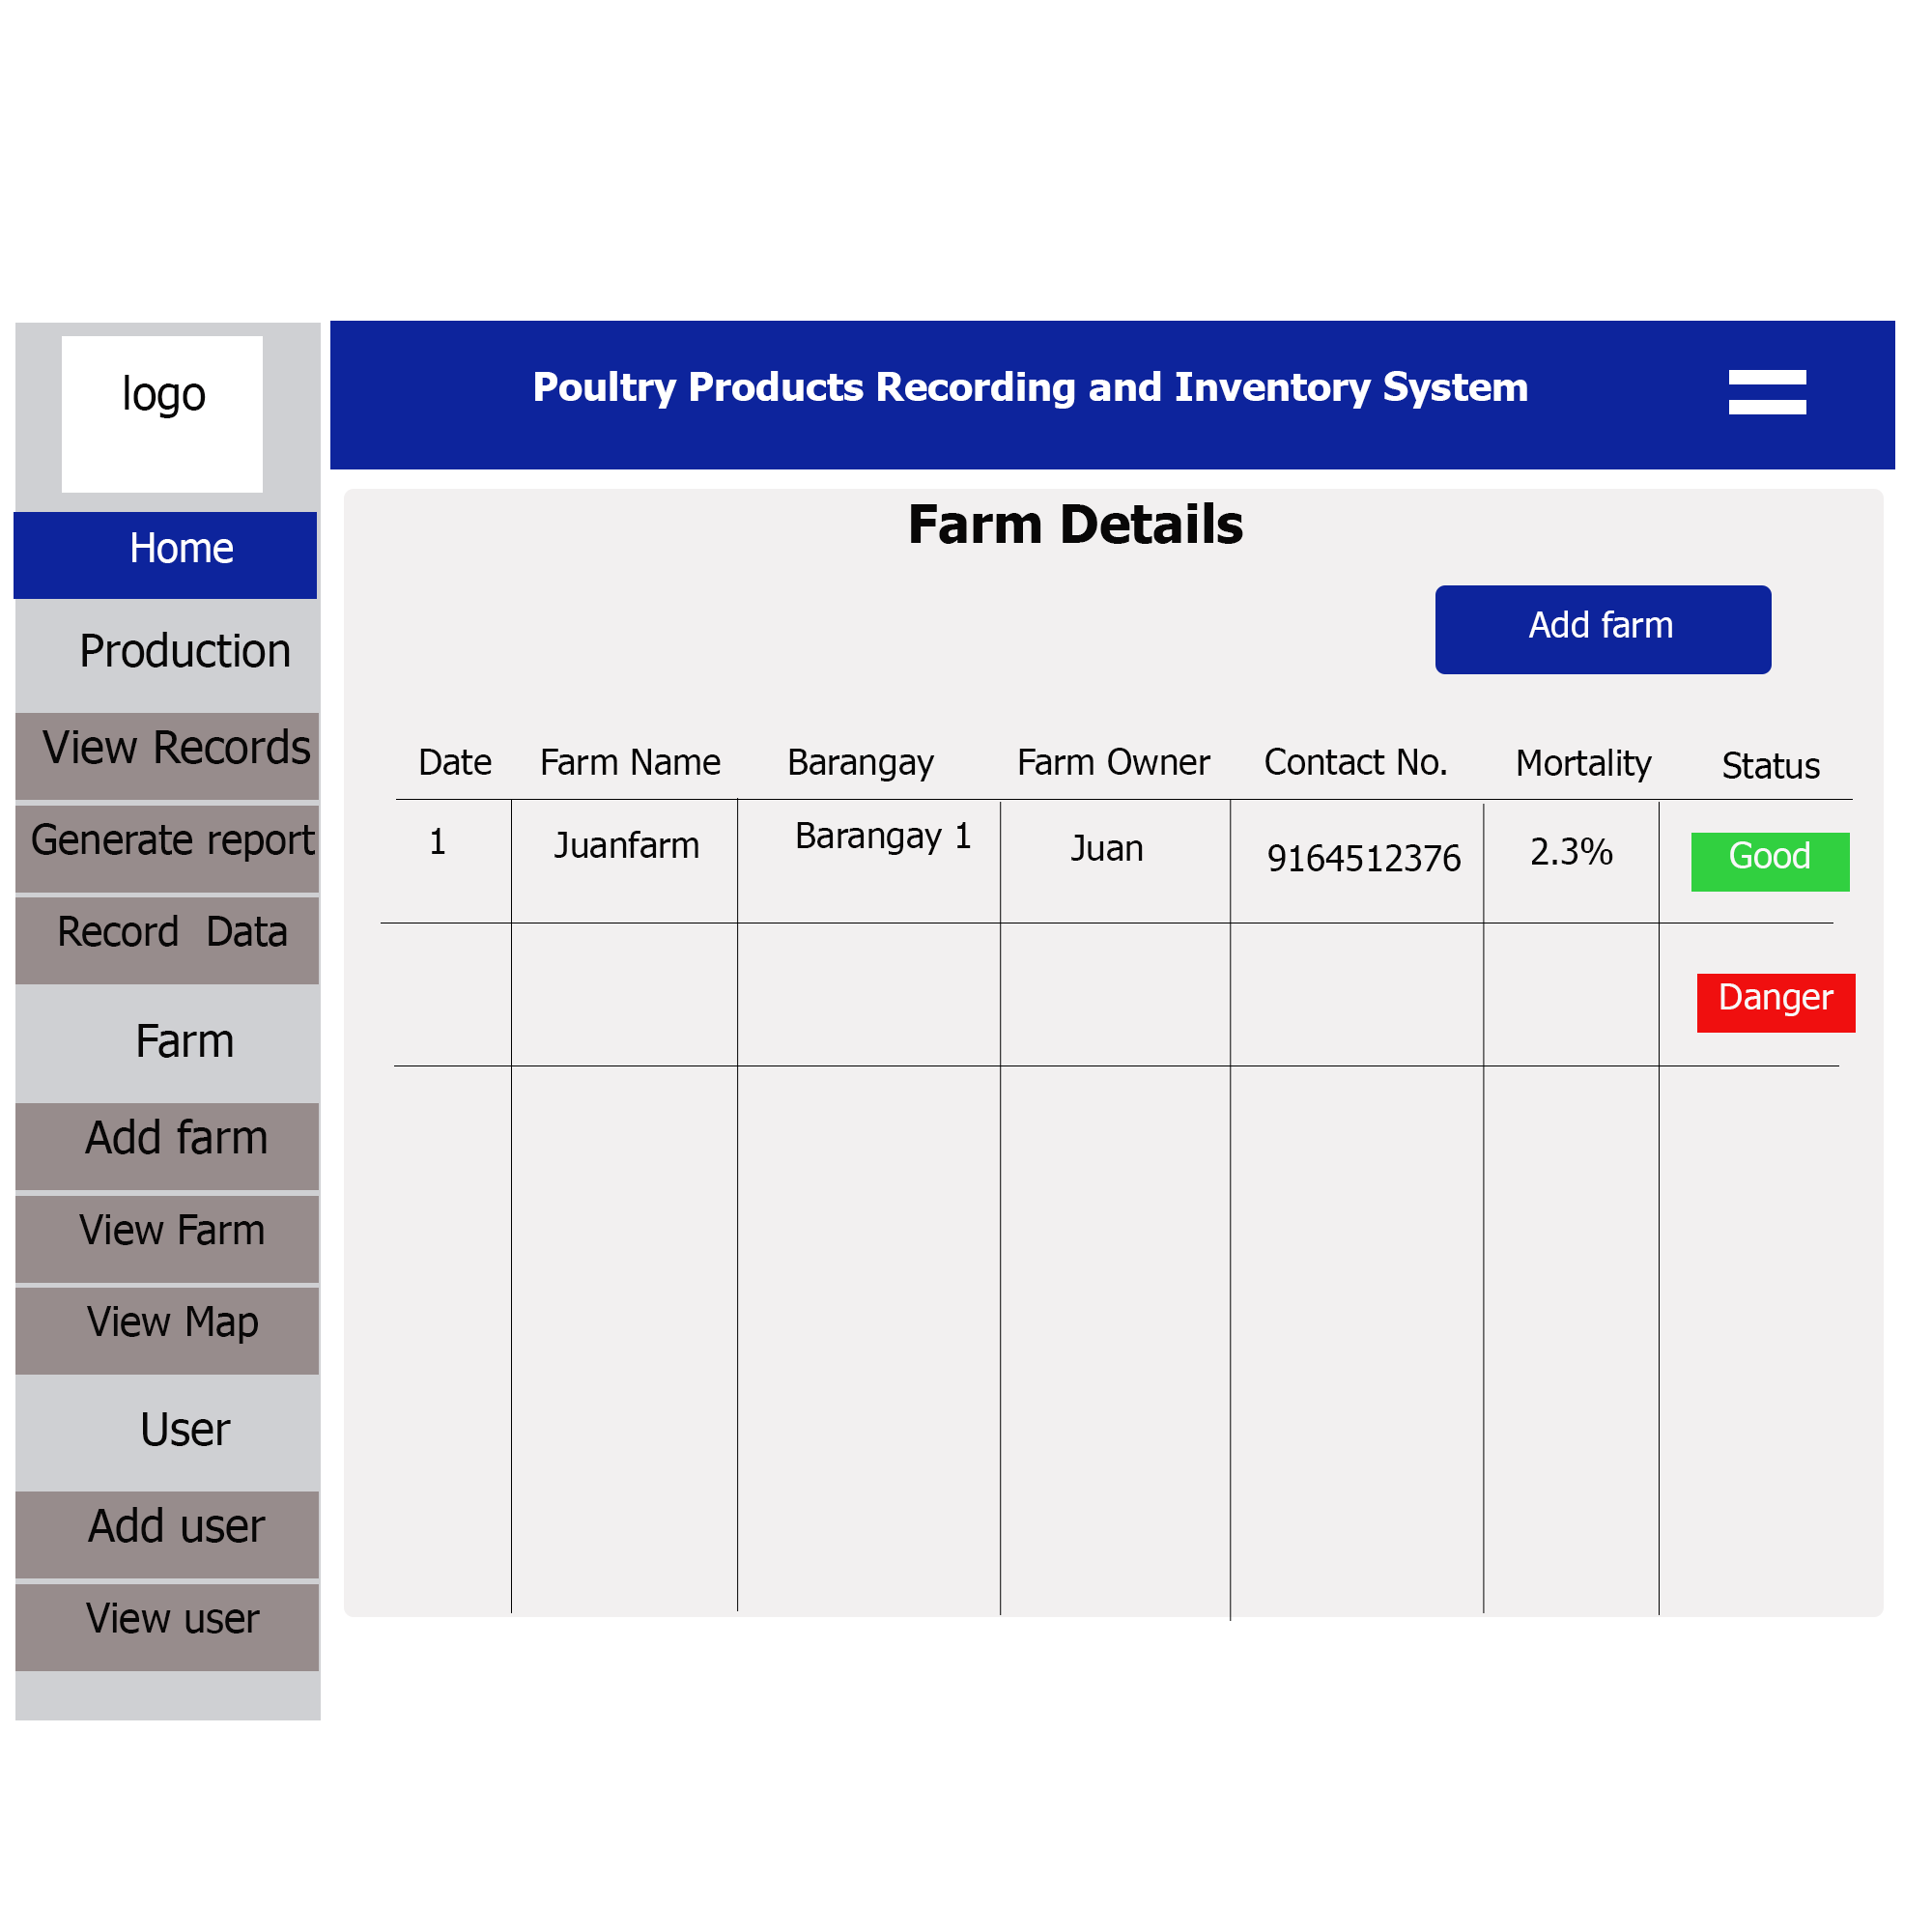 logo
Poultry Products Recording and Inventory System
Home
Production
View Records
Generate report
Record Data
Farm
Add farm
View Farm
View Map
User
Add user
View user
Farm Details
Add farm
Date Farm Name Barangay Farm Owner Contact No. Mortality Status
1 Juanfarm Barangay 1 Juan 9164512376 2.3% Good
Danger